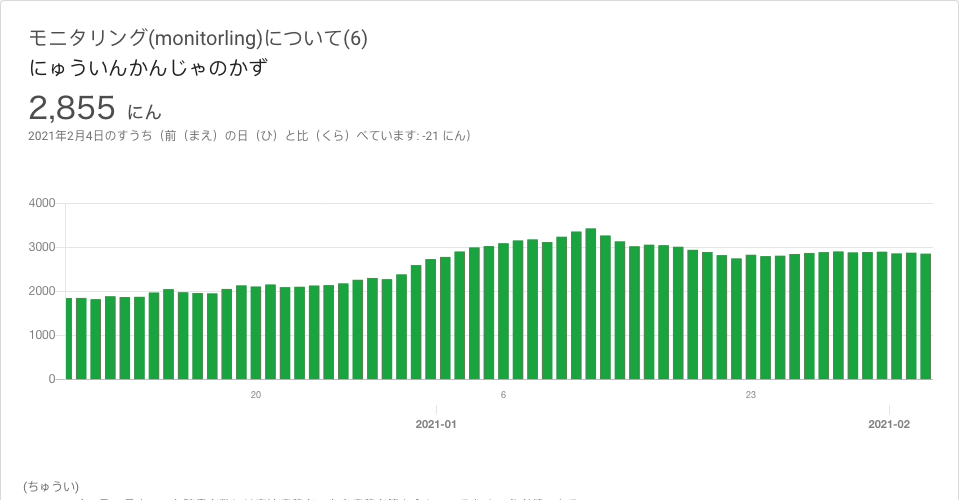 モニタリング(monitorling)について(6)
にゅういんかんじゃのかず
2,855 にん
2021年2月4日のすうち（前（まえ）の日（ひ）と比（くら）べています: -21 にん）
4000
3000
2000
1000
0
20 6 23
2021-01 2021-02
(ちゅうい)